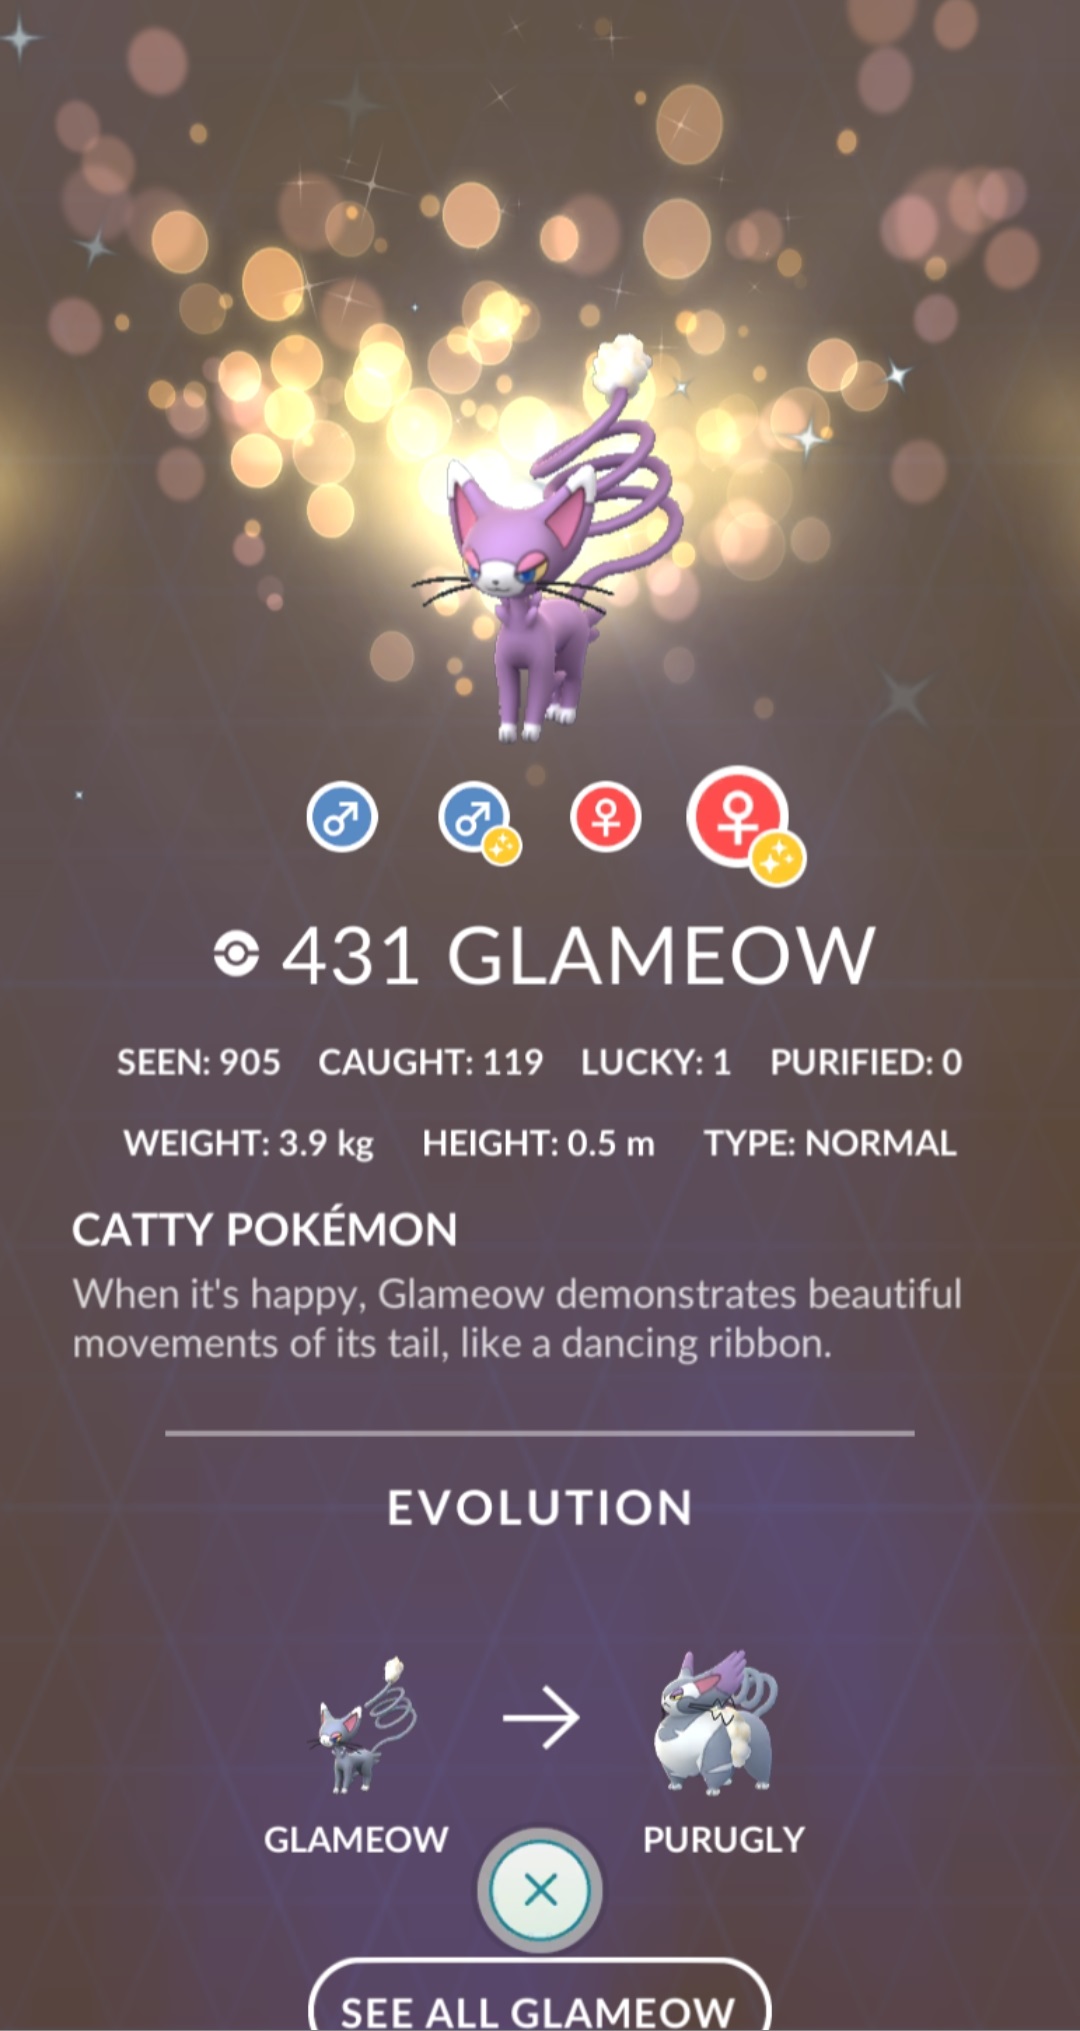 431 GLAMEOW
SEEN: 905 CAUGHT: 119 LUCKY: 1 PURIFIED: 0
WEIGHT: 3.9 kg HEIGHT: 0.5 m TYPE: NORMAL
CATTY POKÉMON
When it's happy, Glameow demonstrates beautiful
movements of its tail, like a dancing ribbon.
EVOLUTION
GLAMEOW PURUGLY
SEE ALL GLAMEOW